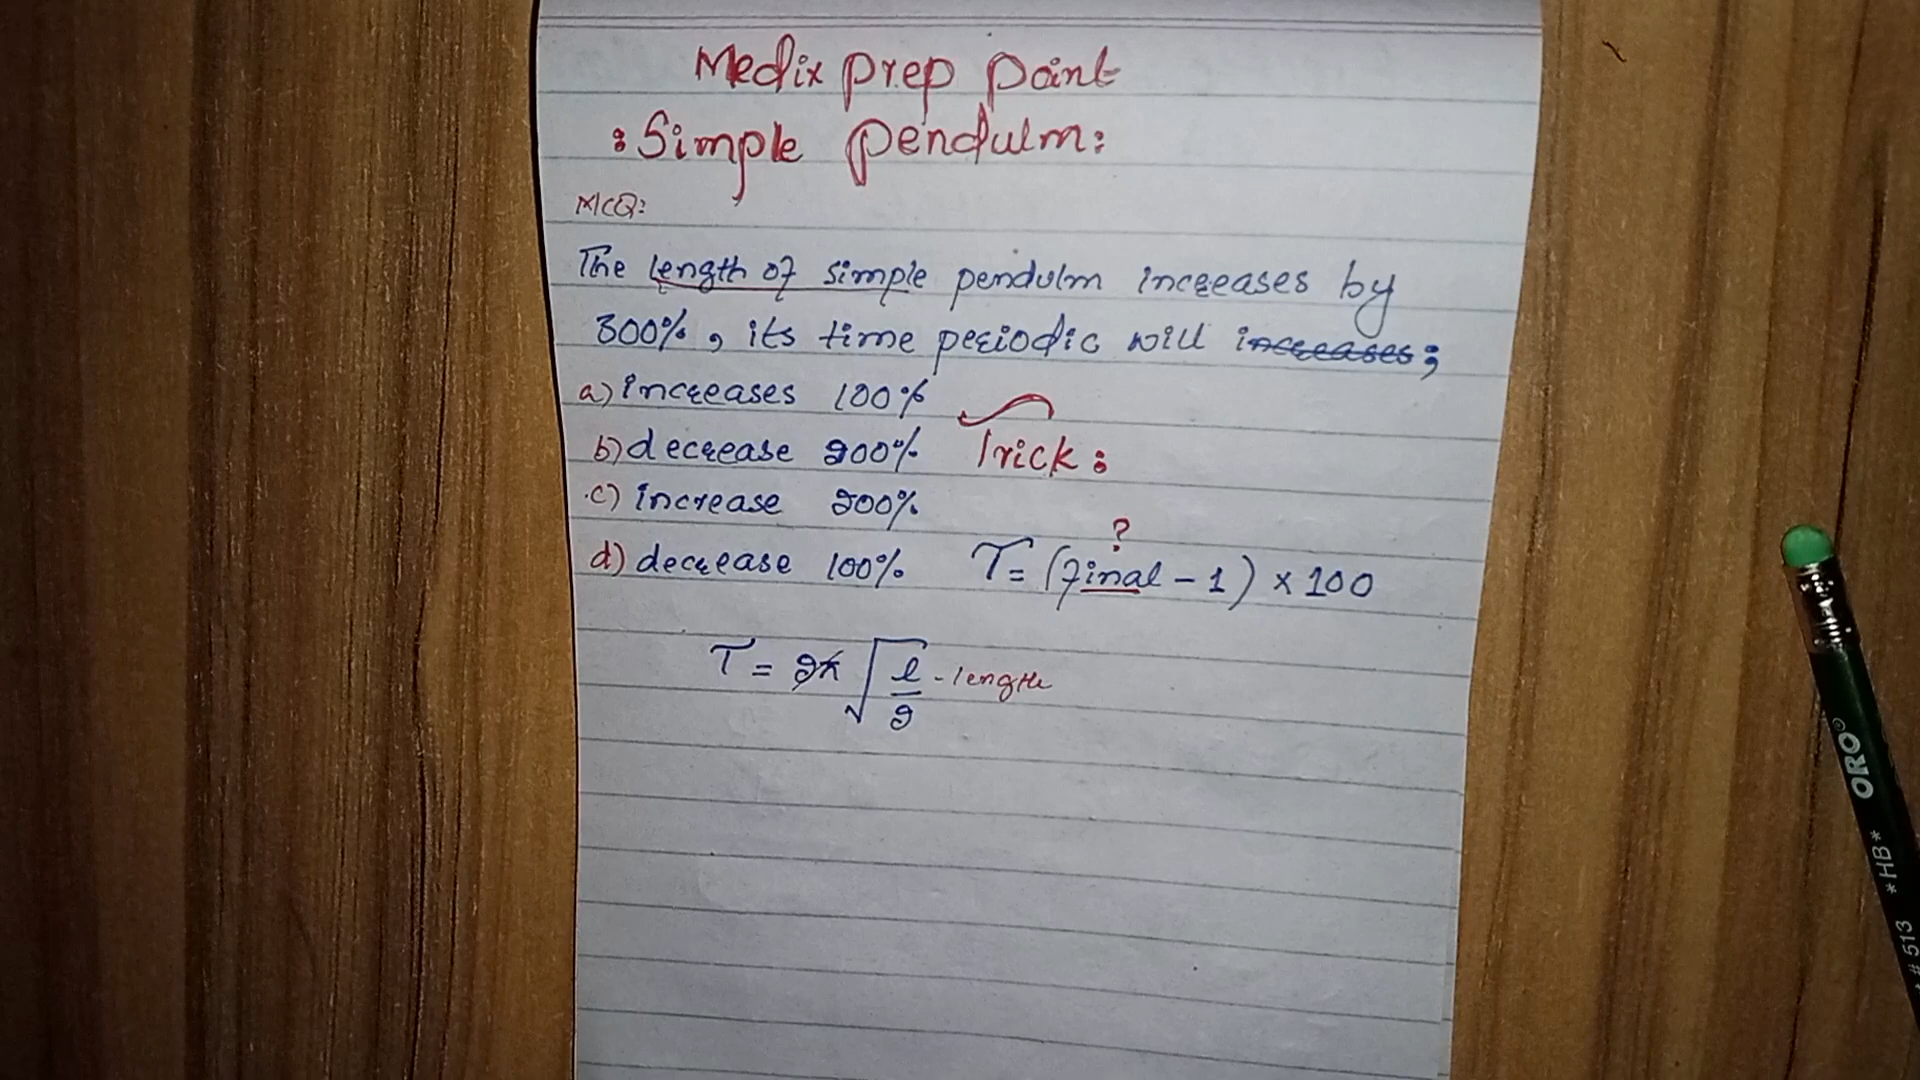 Medix prep point
:Simple pendulm:
MCQ:
The length of simple pendulm increases by
300%, its time periodic will increases;
a) increases 100%
b) decrease 200% Trick:
c) increase 200%
?
d) decrease 100% T = (final - 1) × 100
T = 2π √l/g - length
ORO® *HB* # 513